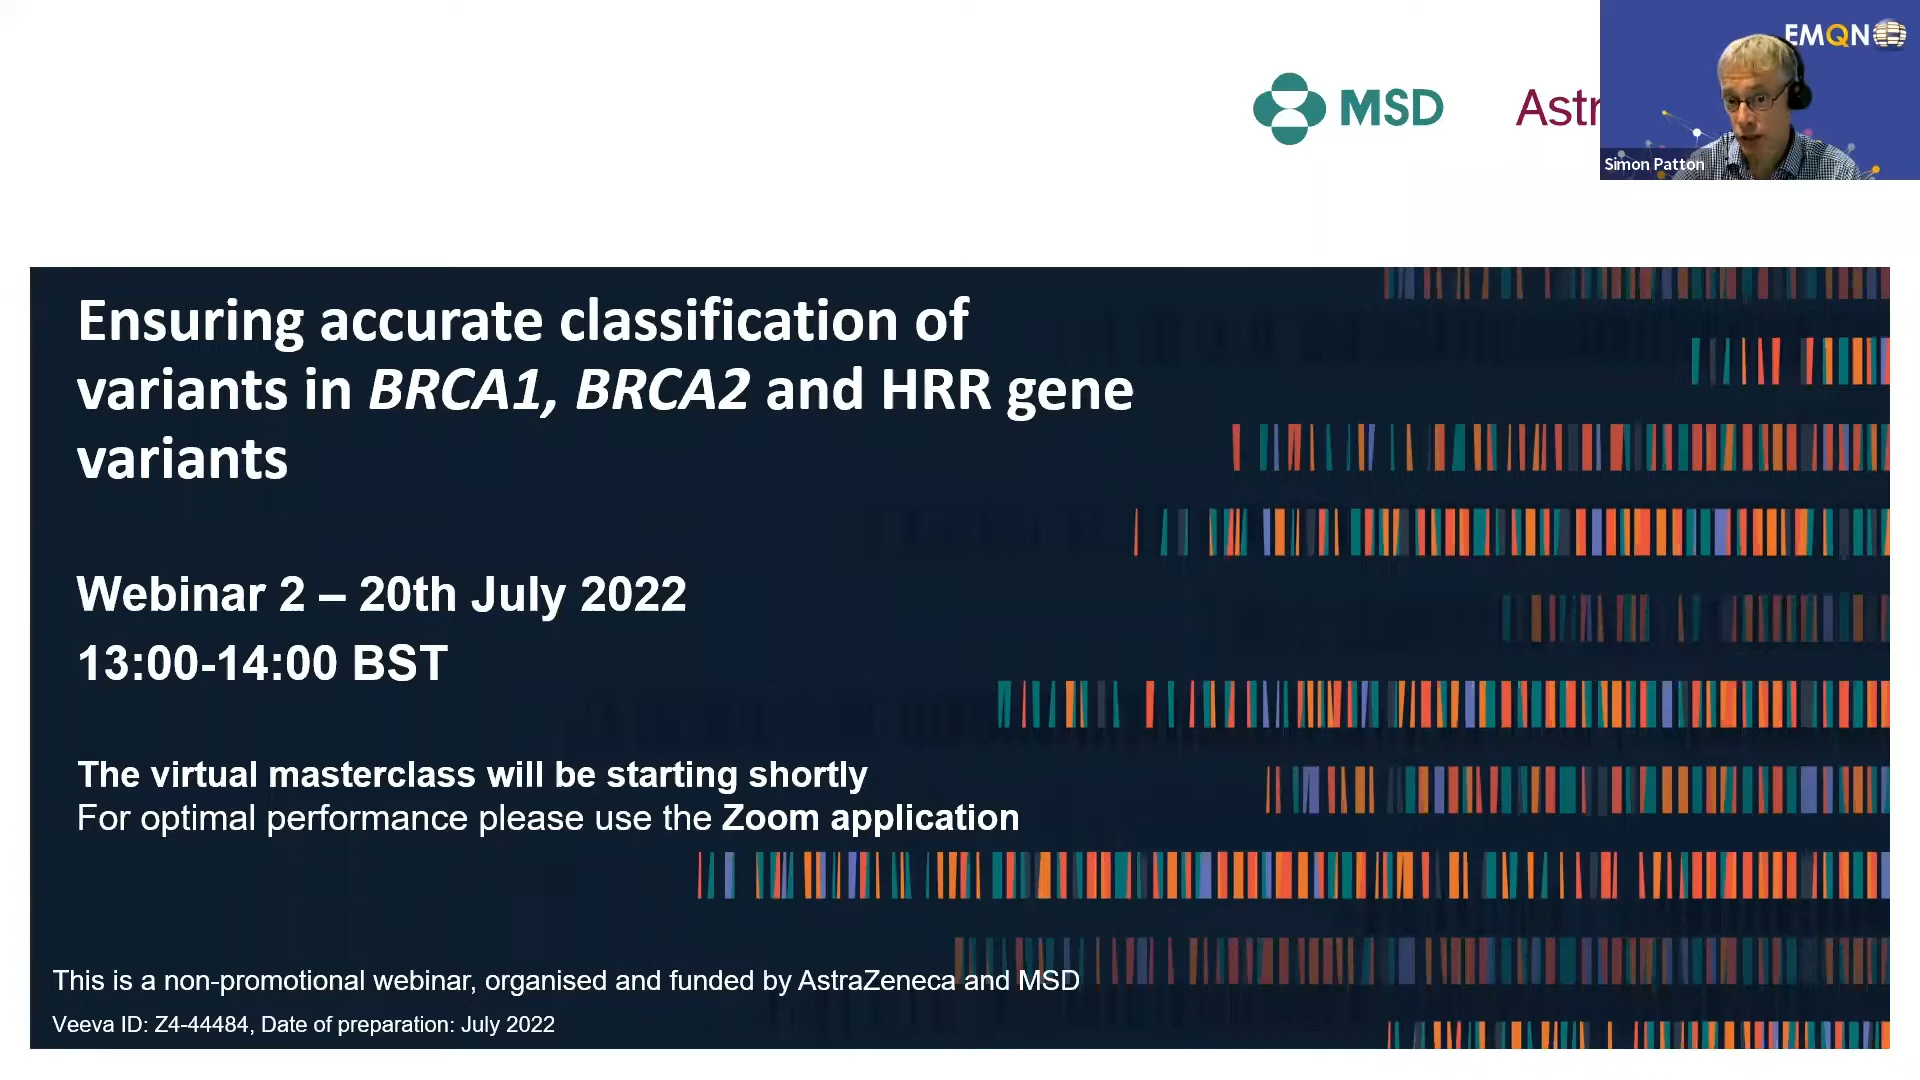 EMQN
MSD
Astr
Simon Patton
Ensuring accurate classification of
variants in BRCA1, BRCA2 and HRR gene
variants
Webinar 2 – 20th July 2022
13:00-14:00 BST
The virtual masterclass will be starting shortly
For optimal performance please use the Zoom application
This is a non-promotional webinar, organised and funded by AstraZeneca and MSD
Veeva ID: Z4-44484, Date of preparation: July 2022